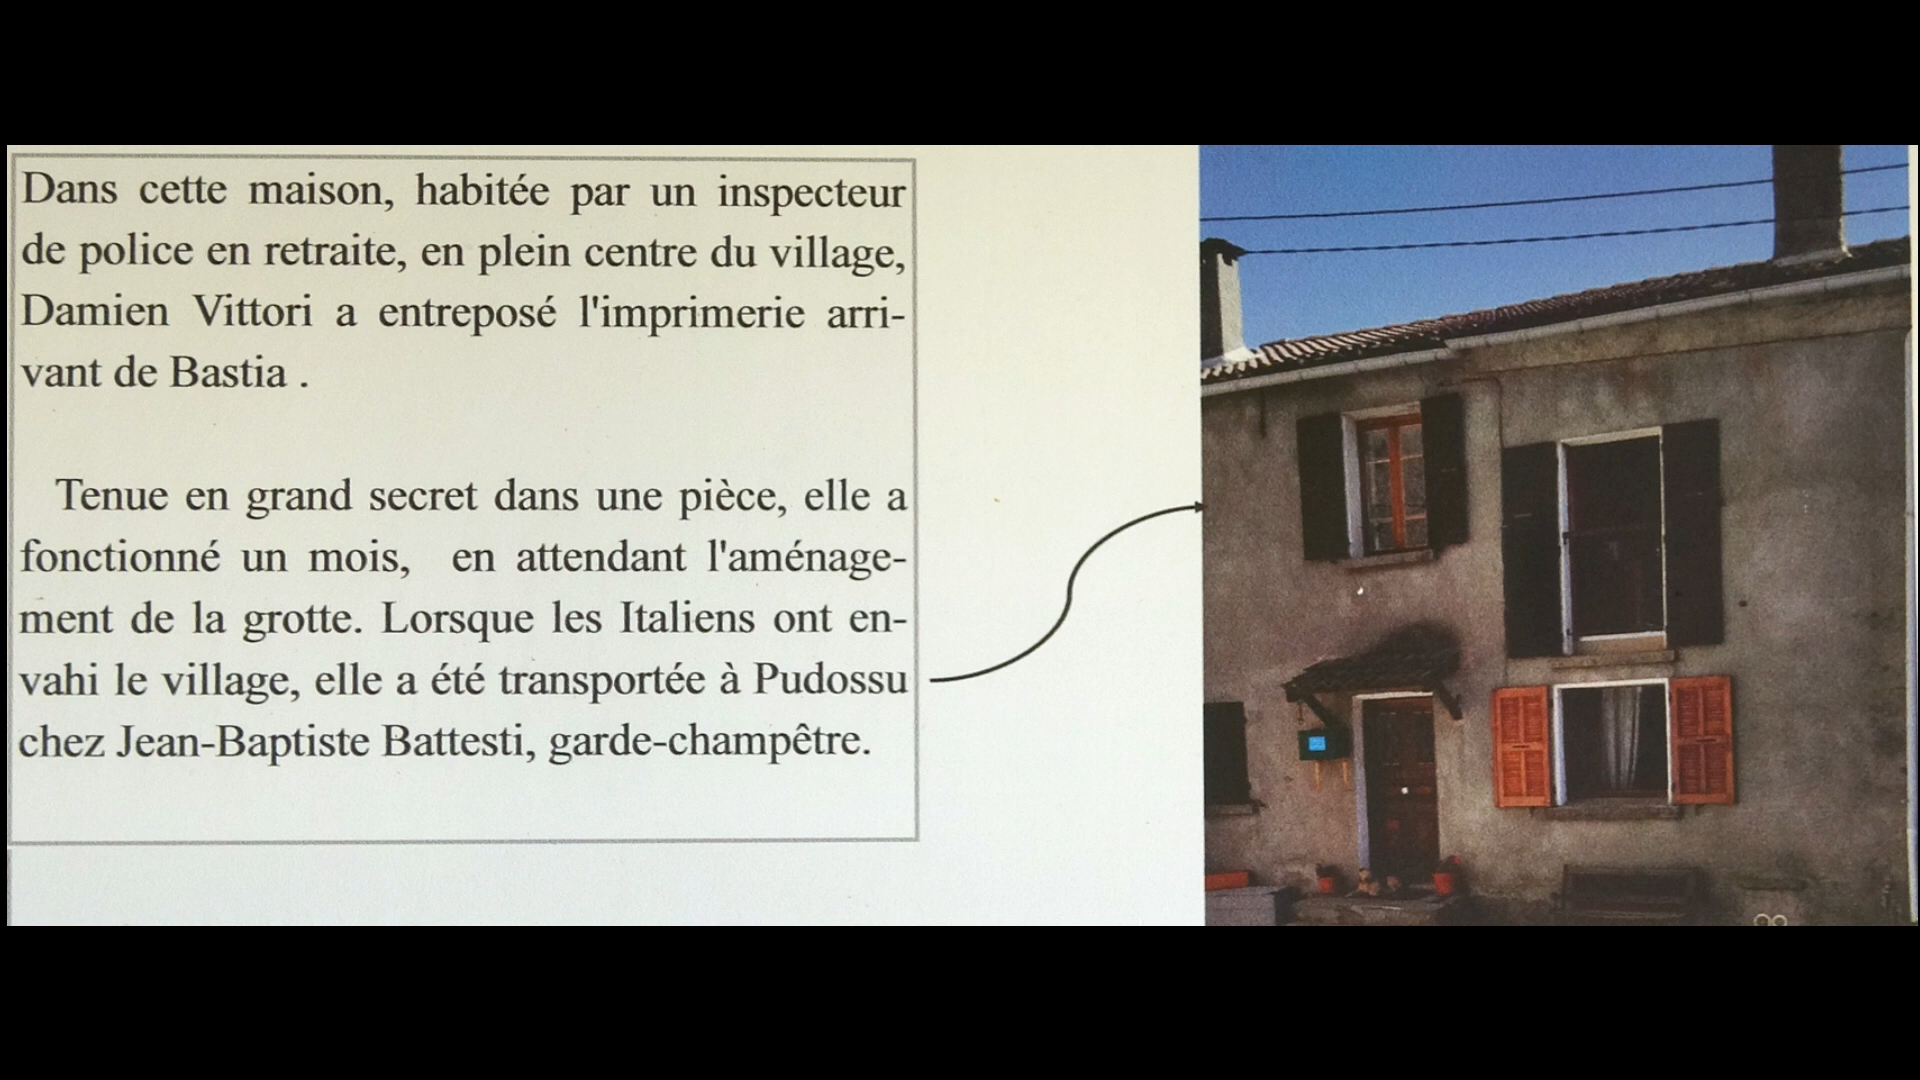 Dans cette maison, habitée par un inspecteur
de police en retraite, en plein centre du village,
Damien Vittori a entreposé l'imprimerie arri-
vant de Bastia .
Tenue en grand secret dans une pièce, elle a
fonctionné un mois, en attendant l'aménage-
ment de la grotte. Lorsque les Italiens ont en-
vahi le village, elle a été transportée à Pudossu
chez Jean-Baptiste Battesti, garde-champêtre.